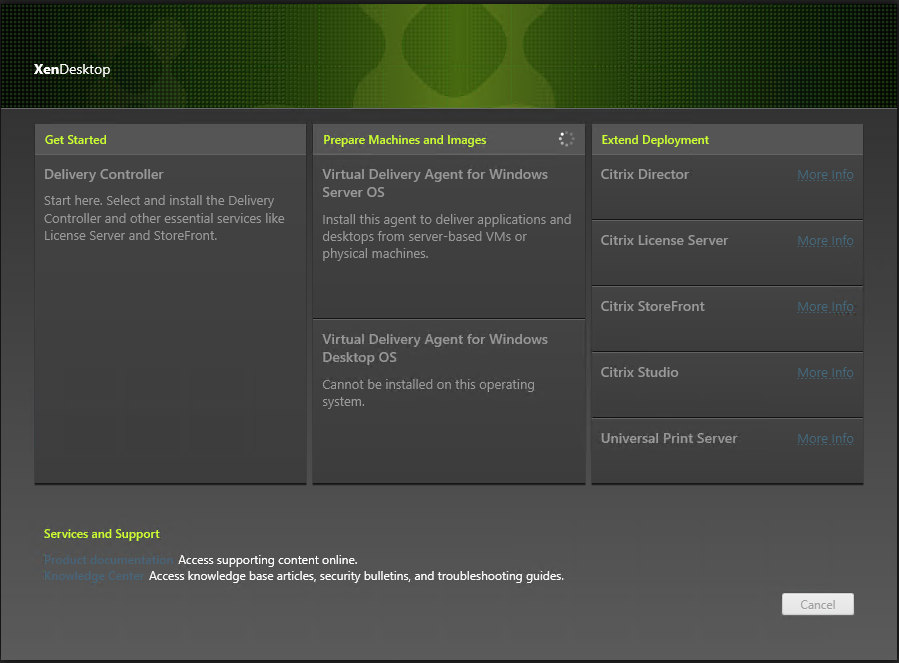 XenDesktop
Get Started
Delivery Controller
Start here. Select and install the Delivery
Controller and other essential services like
License Server and StoreFront.
Prepare Machines and Images
Virtual Delivery Agent for Windows
Server OS
Install this agent to deliver applications and
desktops from server-based VMs or
physical machines.
Virtual Delivery Agent for Windows
Desktop OS
Cannot be installed on this operating
system.
Extend Deployment
Citrix Director More Info
Citrix License Server More Info
Citrix StoreFront More Info
Citrix Studio More Info
Universal Print Server More Info
Services and Support
Product documentation Access supporting content online.
Knowledge Center Access knowledge base articles, security bulletins, and troubleshooting guides.
Cancel